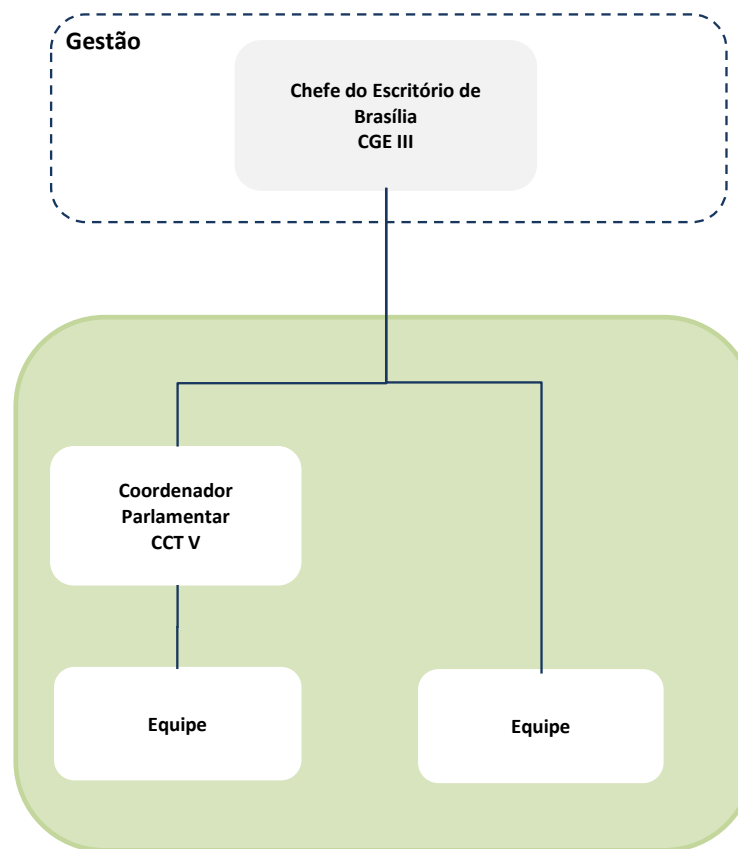 Gestão
Chefe do Escritório de
Brasília
CGE III
Coordenador
Parlamentar
CCT V
Equipe
Equipe